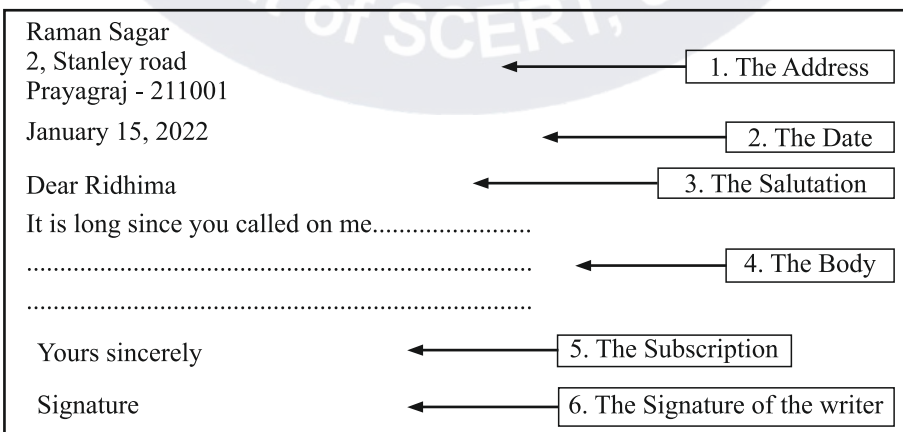 of SCERT,
Raman Sagar
2, Stanley road
Prayagraj - 211001
1. The Address
January 15, 2022
2. The Date
Dear Ridhima
3. The Salutation
It is long since you called on me......................
......................................................................
4. The Body
......................................................................
Yours sincerely
5. The Subscription
Signature
6. The Signature of the writer